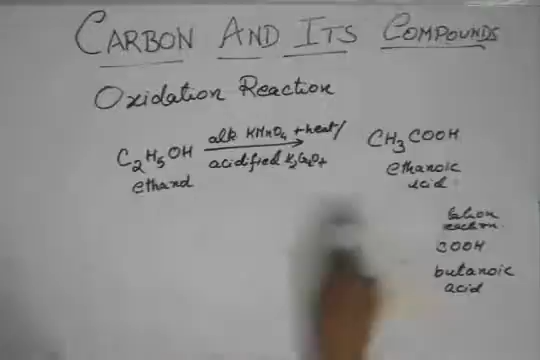 CARBON AND ITS COMPOUNDS
Oxidation Reaction
C2H5OH alk KMnO4 + heat/ CH3COOH
acidified K2Cr2O7
ethanol
ethanoic
acid
COOH
butanoic
acid